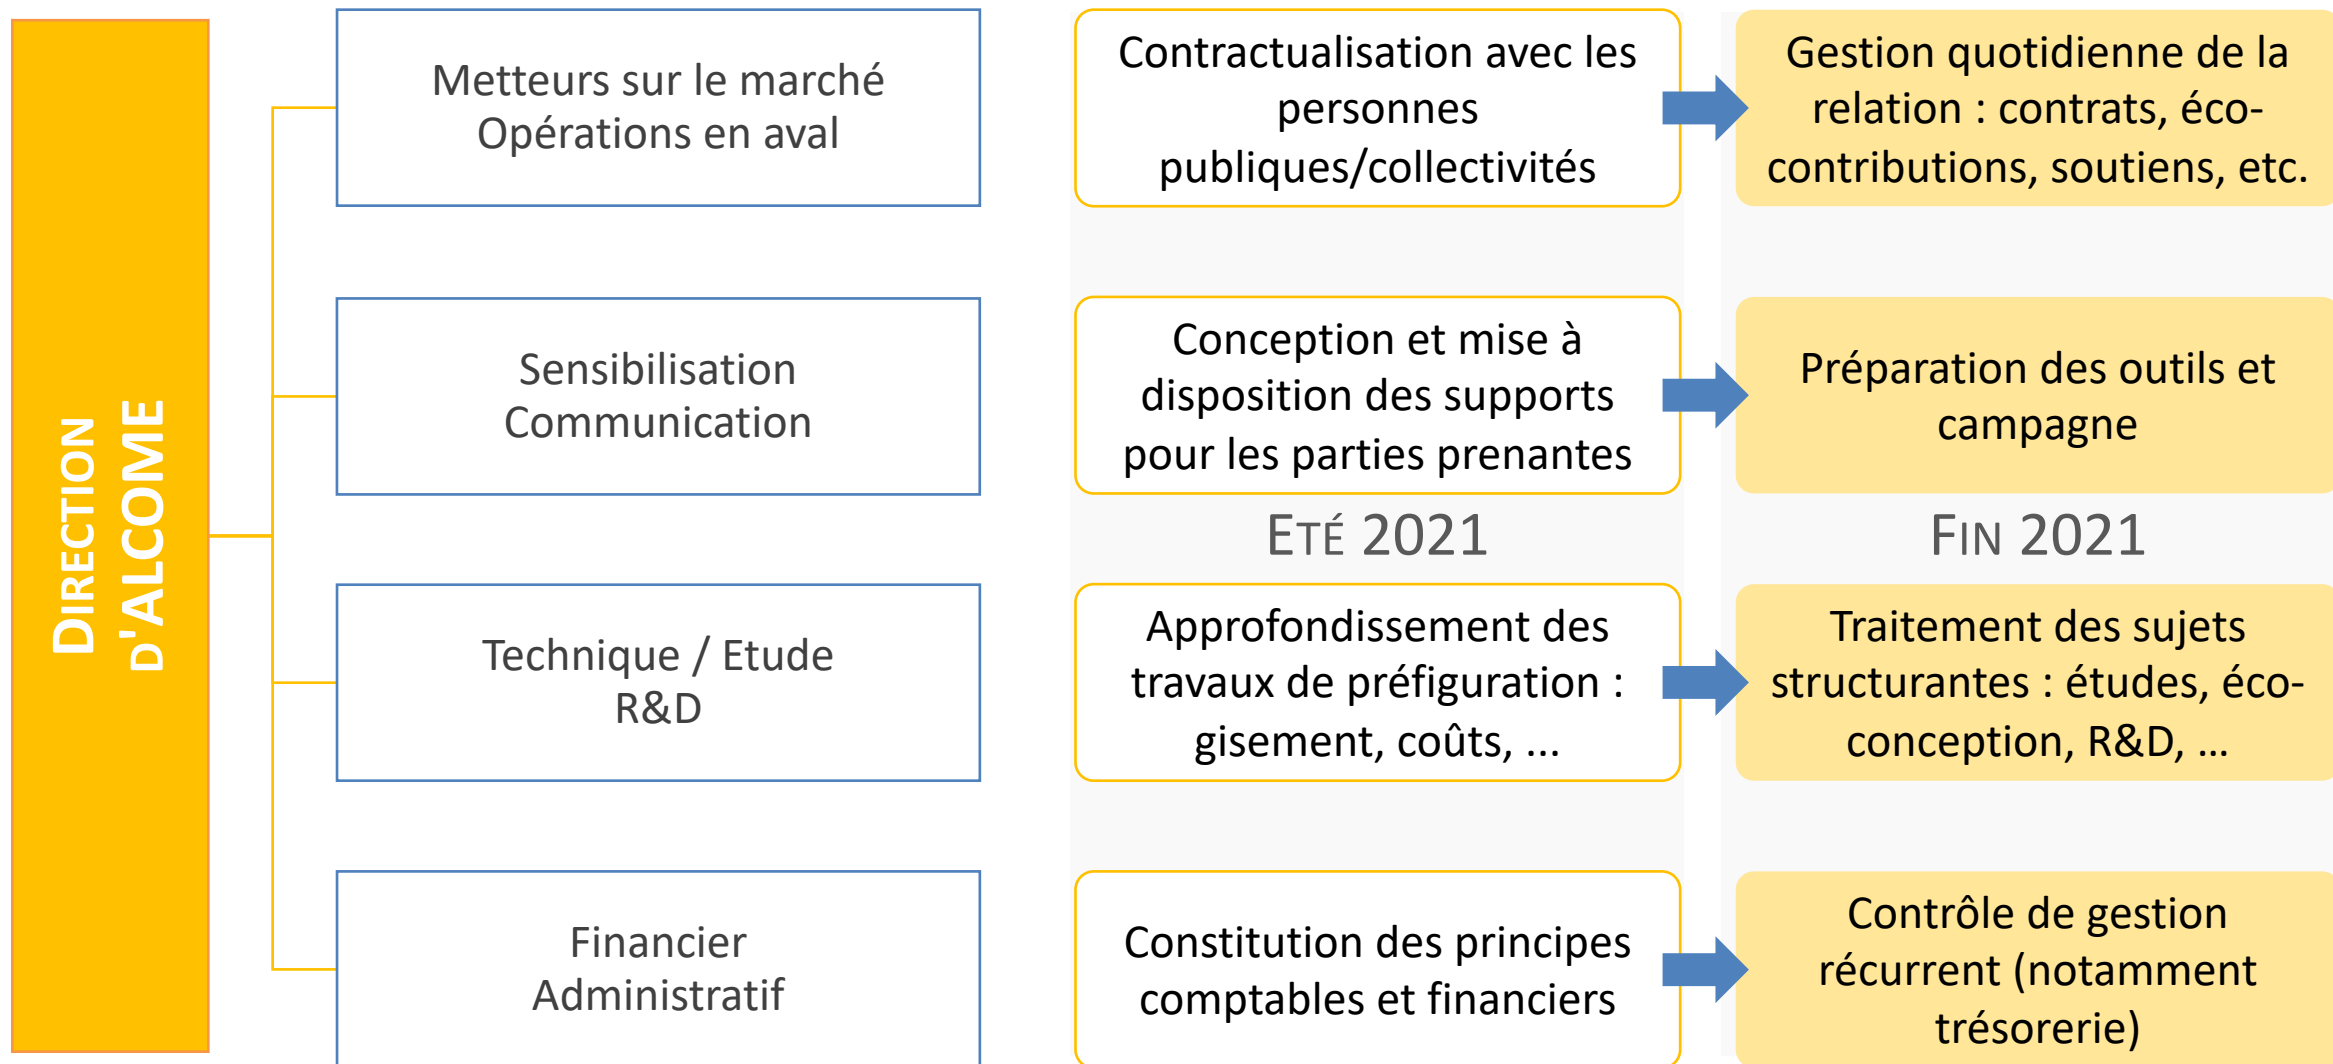 DIRECTION
D'ALCOME
Metteurs sur le marché
Opérations en aval
Contractualisation avec les
personnes
publiques/collectivités
Gestion quotidienne de la
relation : contrats, éco-
contributions, soutiens, etc.
Sensibilisation
Communication
Conception et mise à
disposition des supports
pour les parties prenantes
Préparation des outils et
campagne
ETÉ 2021
FIN 2021
Technique / Etude
R&D
Approfondissement des
travaux de préfiguration :
gisement, coûts, ...
Traitement des sujets
structurantes : études, éco-
conception, R&D, ...
Financier
Administratif
Constitution des principes
comptables et financiers
Contrôle de gestion
récurrent (notamment
trésorerie)